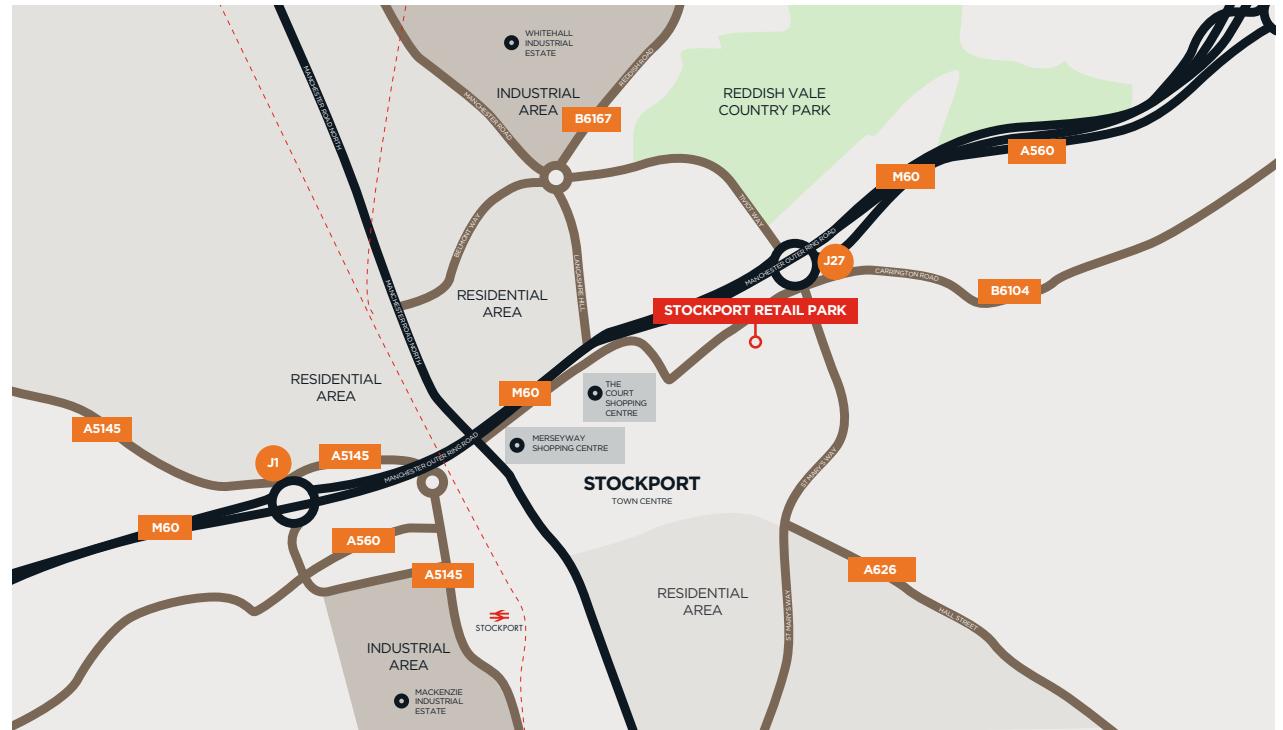 WHITEHALL
INDUSTRIAL
ESTATE
INDUSTRIAL
AREA
REDDISH ROAD
MANCHESTER ROAD
B6167
MANCHESTER ROAD NORTH
REDDISH VALE
COUNTRY PARK
A560
M60
TIVIOT WAY
BELMONT WAY
LANCASHIRE HILL
MANCHESTER OUTER RING ROAD
J27
CARRINGTON ROAD
B6104
RESIDENTIAL
AREA
STOCKPORT RETAIL PARK
MANCHESTER ROAD NORTH
RESIDENTIAL
AREA
M60
THE
COURT
SHOPPING
CENTRE
A5145
MERSEYWAY
SHOPPING CENTRE
J1
A5145
MANCHESTER OUTER RING ROAD
STOCKPORT
TOWN CENTRE
ST MARY'S WAY
M60
A560
A5145
A626
RESIDENTIAL
AREA
ST MARY'S WAY
HALL STREET
STOCKPORT
INDUSTRIAL
AREA
MACKENZIE
INDUSTRIAL
ESTATE